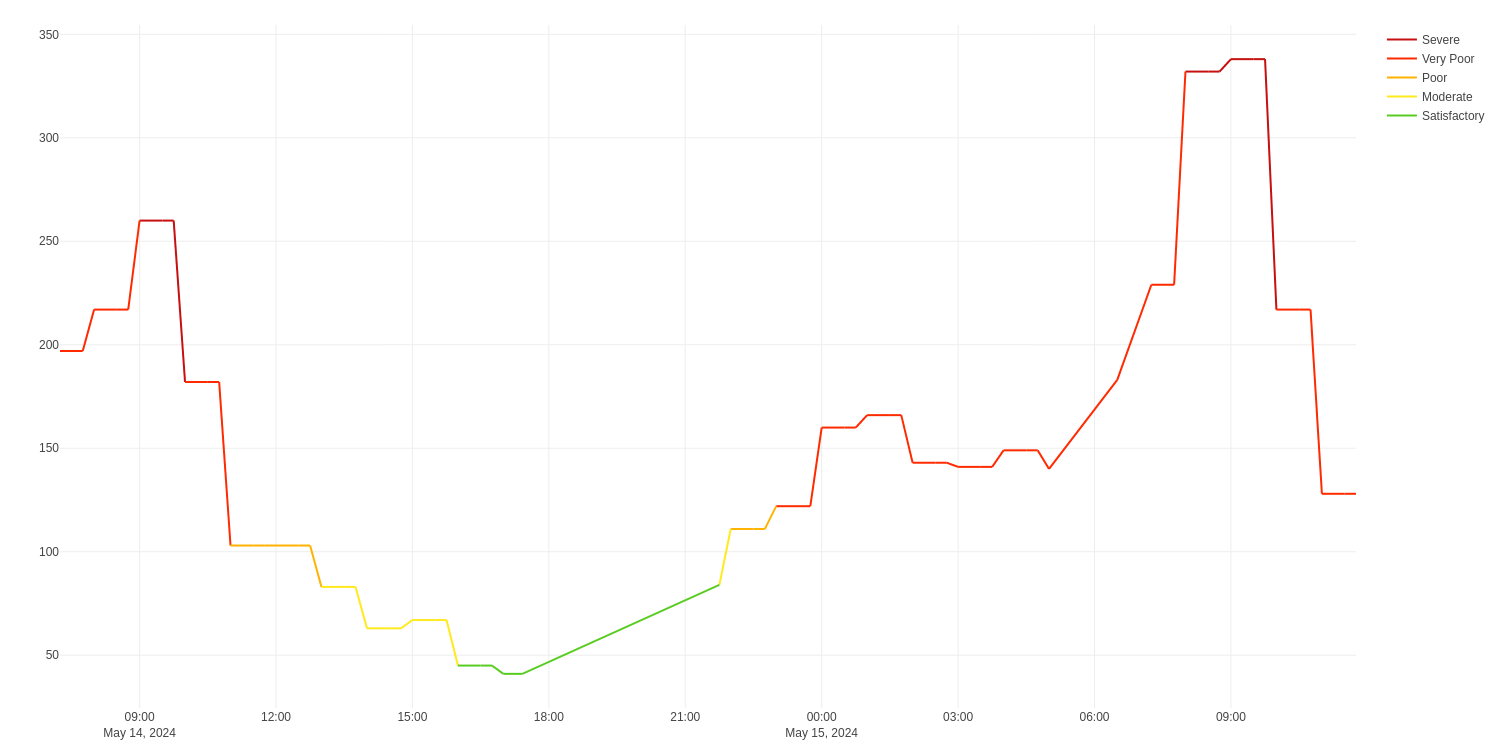 350
300
250
200
150
100
50
09:00
May 14, 2024
12:00
15:00
18:00
21:00
00:00
May 15, 2024
03:00
06:00
09:00
Severe
Very Poor
Poor
Moderate
Satisfactory